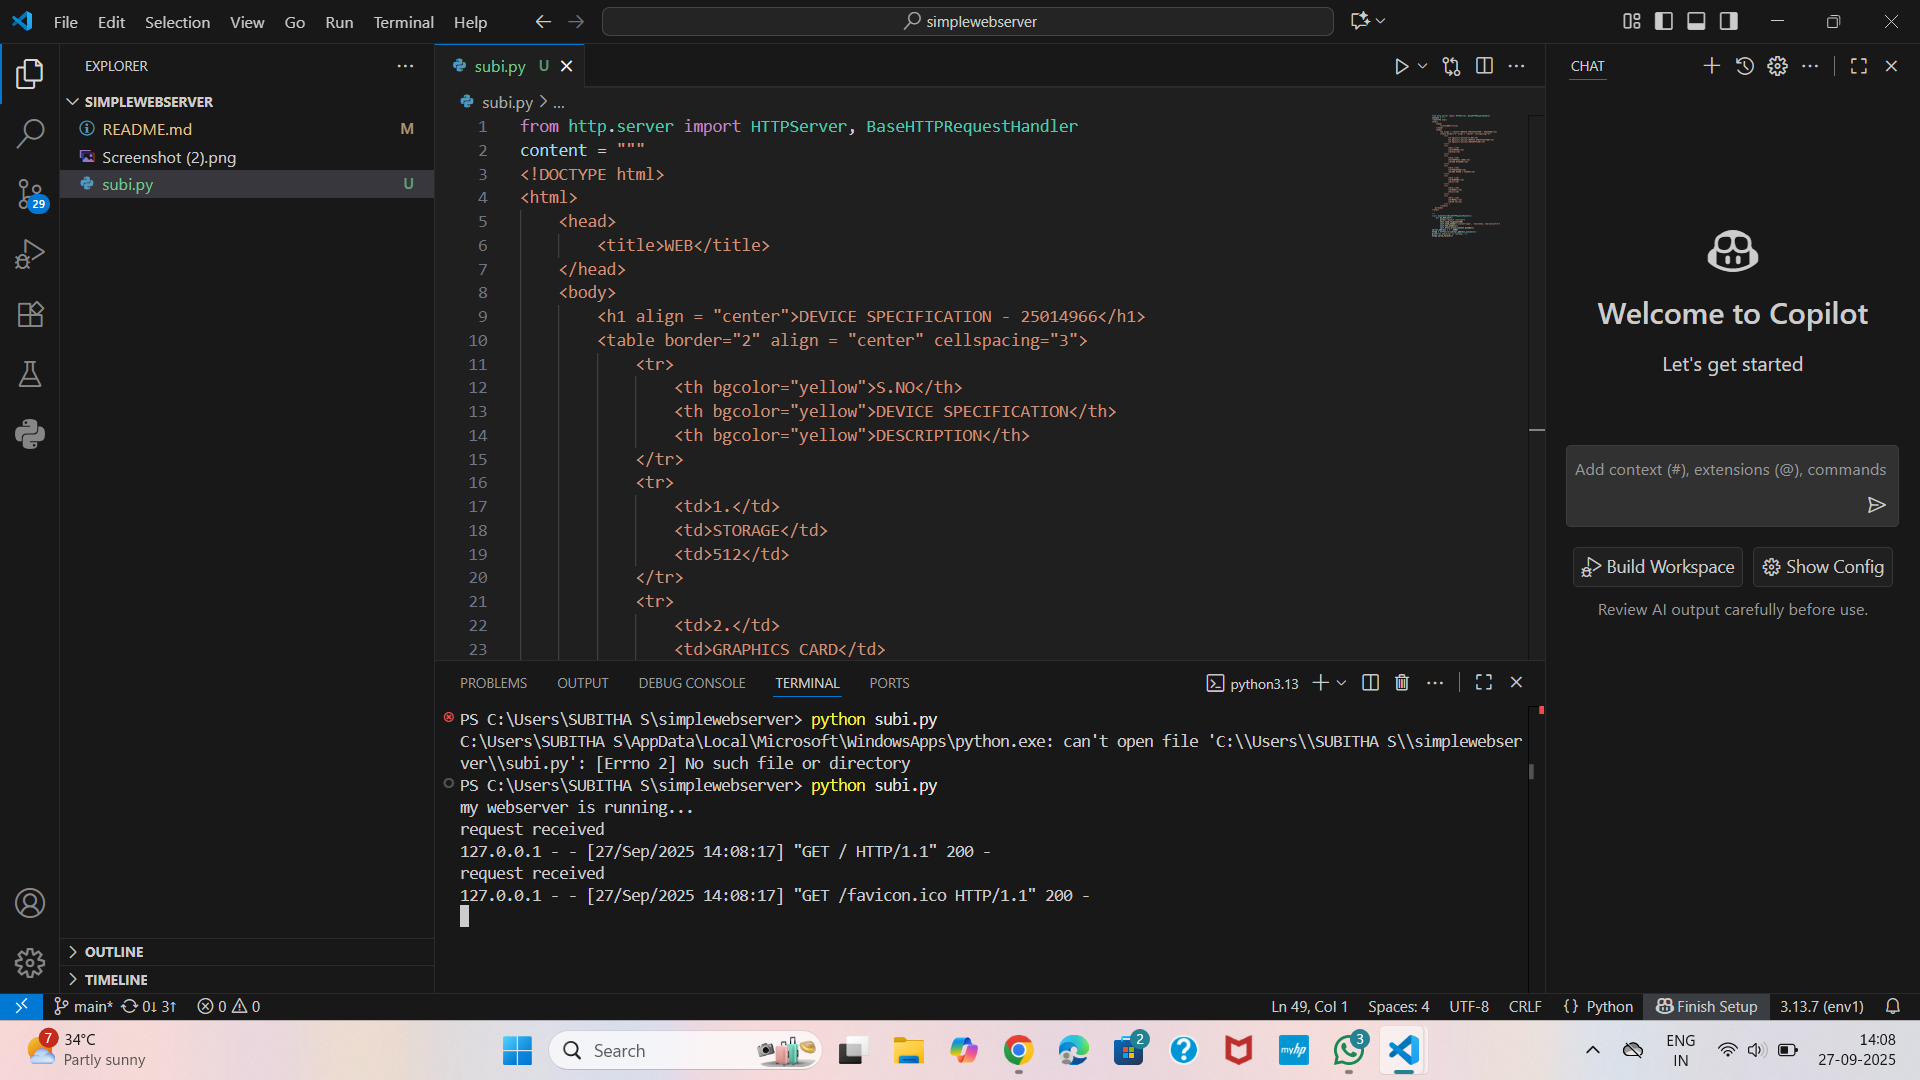 File Edit Selection View Go Run Terminal Help
simplewebserver
EXPLORER
SIMPLEWEBSERVER
README.md M
Screenshot (2).png
subi.py U
29
OUTLINE
TIMELINE
subi.py U
subi.py > ...
1 from http.server import HTTPServer, BaseHTTPRequestHandler
2 content = """
3 <!DOCTYPE html>
4 <html>
5 <head>
6 <title>WEB</title>
7 </head>
8 <body>
9 <h1 align = "center">DEVICE SPECIFICATION - 25014966</h1>
10 <table border="2" align = "center" cellspacing="3">
11 <tr>
12 <th bgcolor="yellow">S.NO</th>
13 <th bgcolor="yellow">DEVICE SPECIFICATION</th>
14 <th bgcolor="yellow">DESCRIPTION</th>
15 </tr>
16 <tr>
17 <td>1.</td>
18 <td>STORAGE</td>
19 <td>512</td>
20 </tr>
21 <tr>
22 <td>2.</td>
23 <td>GRAPHICS CARD</td>
PROBLEMS OUTPUT DEBUG CONSOLE TERMINAL PORTS
python3.13
PS C:\Users\SUBITHA S\simplewebserver> python subi.py
C:\Users\SUBITHA S\AppData\Local\Microsoft\WindowsApps\python.exe: can't open file 'C:\\Users\\SUBITHA S\\simplewebser
ver\\subi.py': [Errno 2] No such file or directory
PS C:\Users\SUBITHA S\simplewebserver> python subi.py
my webserver is running...
request received
127.0.0.1 - - [27/Sep/2025 14:08:17] "GET / HTTP/1.1" 200 -
request received
127.0.0.1 - - [27/Sep/2025 14:08:17] "GET /favicon.ico HTTP/1.1" 200 -
CHAT
Welcome to Copilot
Let's get started
Add context (#), extensions (@), commands
Build Workspace
Show Config
Review AI output carefully before use.
main* 0↓ 3↑ 0 0
Ln 49, Col 1 Spaces: 4 UTF-8 CRLF {} Python Finish Setup 3.13.7 (env1)
7
34°C
Partly sunny
Search
2
myhp
3
ENG
IN
14:08
27-09-2025